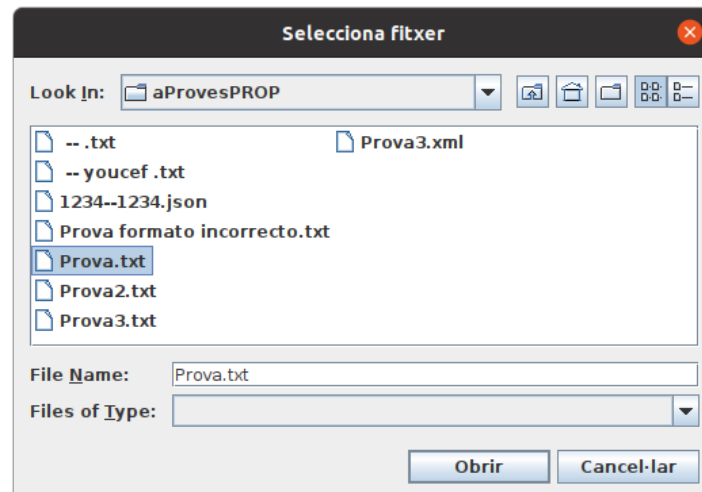 Selecciona fitxer
Look In: aProvesPROP
-- .txt
-- youcef .txt
1234--1234.json
Prova formato incorrecto.txt
Prova.txt
Prova2.txt
Prova3.txt
Prova3.xml
File Name: Prova.txt
Files of Type:
Obrir Cancel·lar